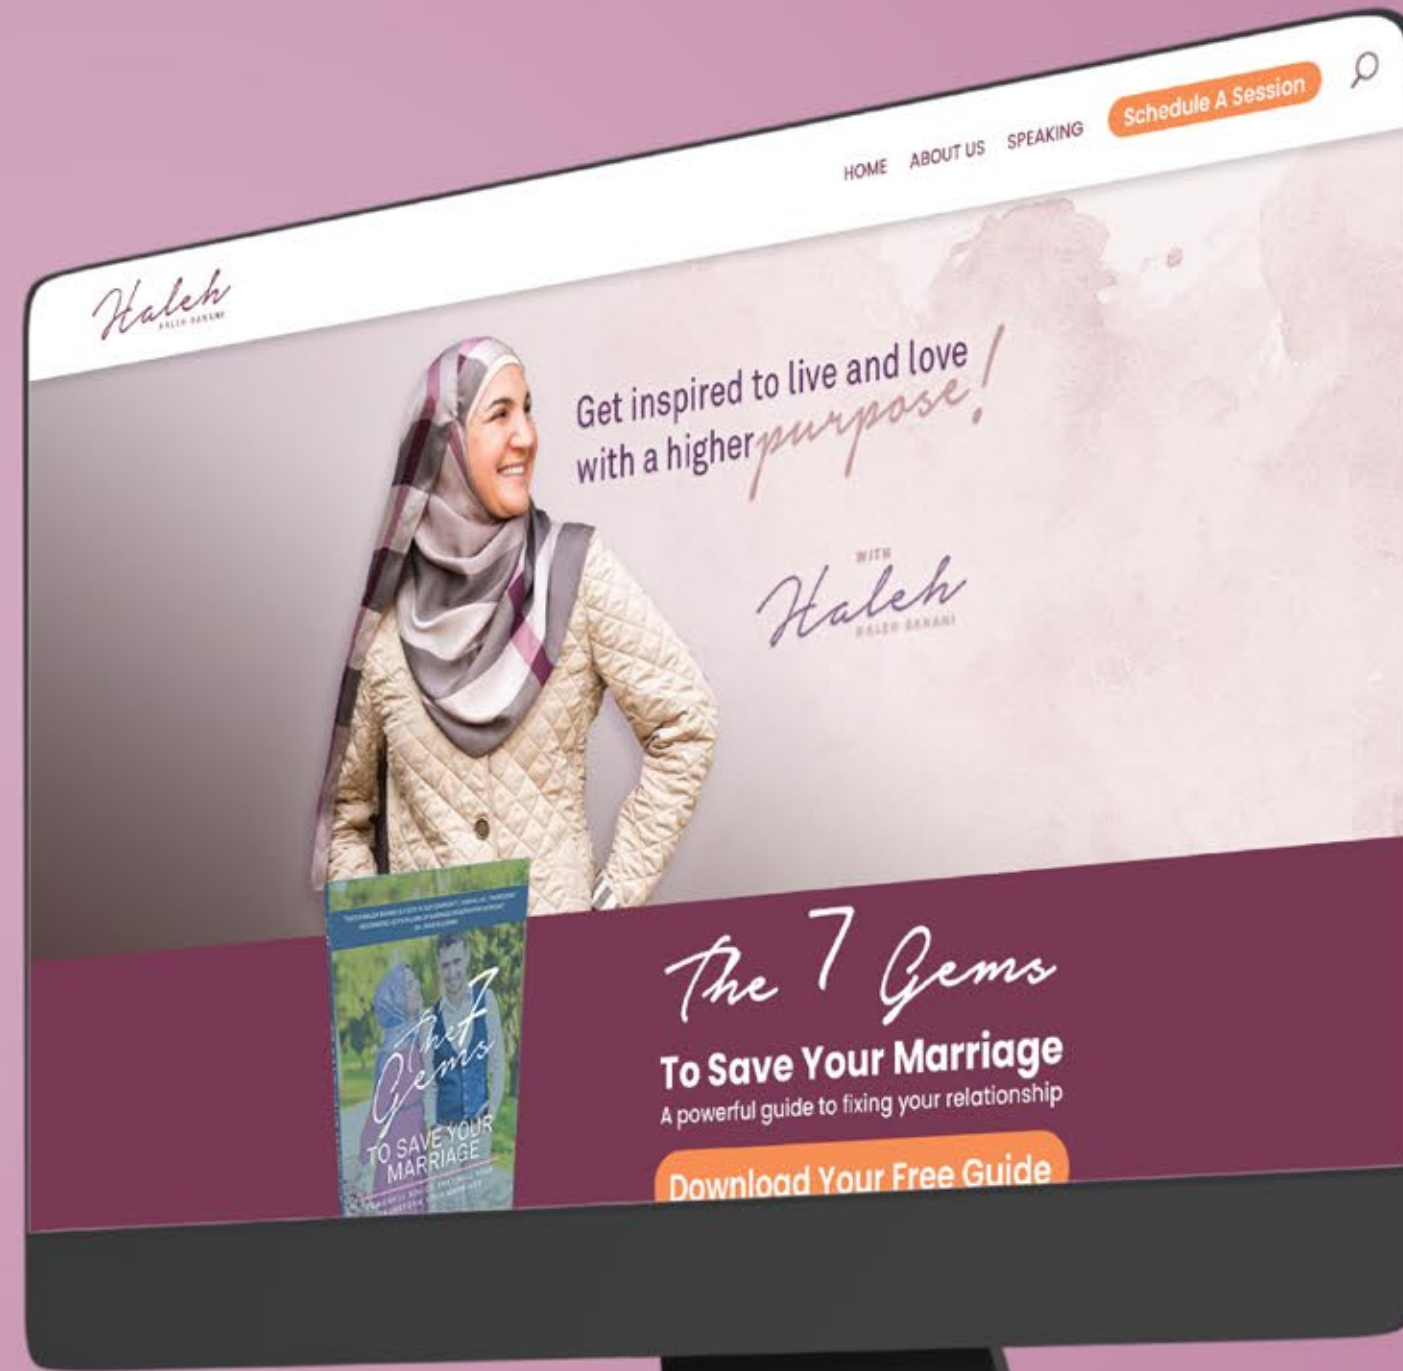 HOME ABOUT US SPEAKING Schedule A Session
Haleh
HALEH BANANI
Get inspired to live and love
with a higher purpose!
WITH
Haleh
HALEH BANANI
The 7 Gems
To Save Your Marriage
A powerful guide to fixing your relationship
Download Your Free Guide
The 7
Gems
TO SAVE YOUR
MARRIAGE